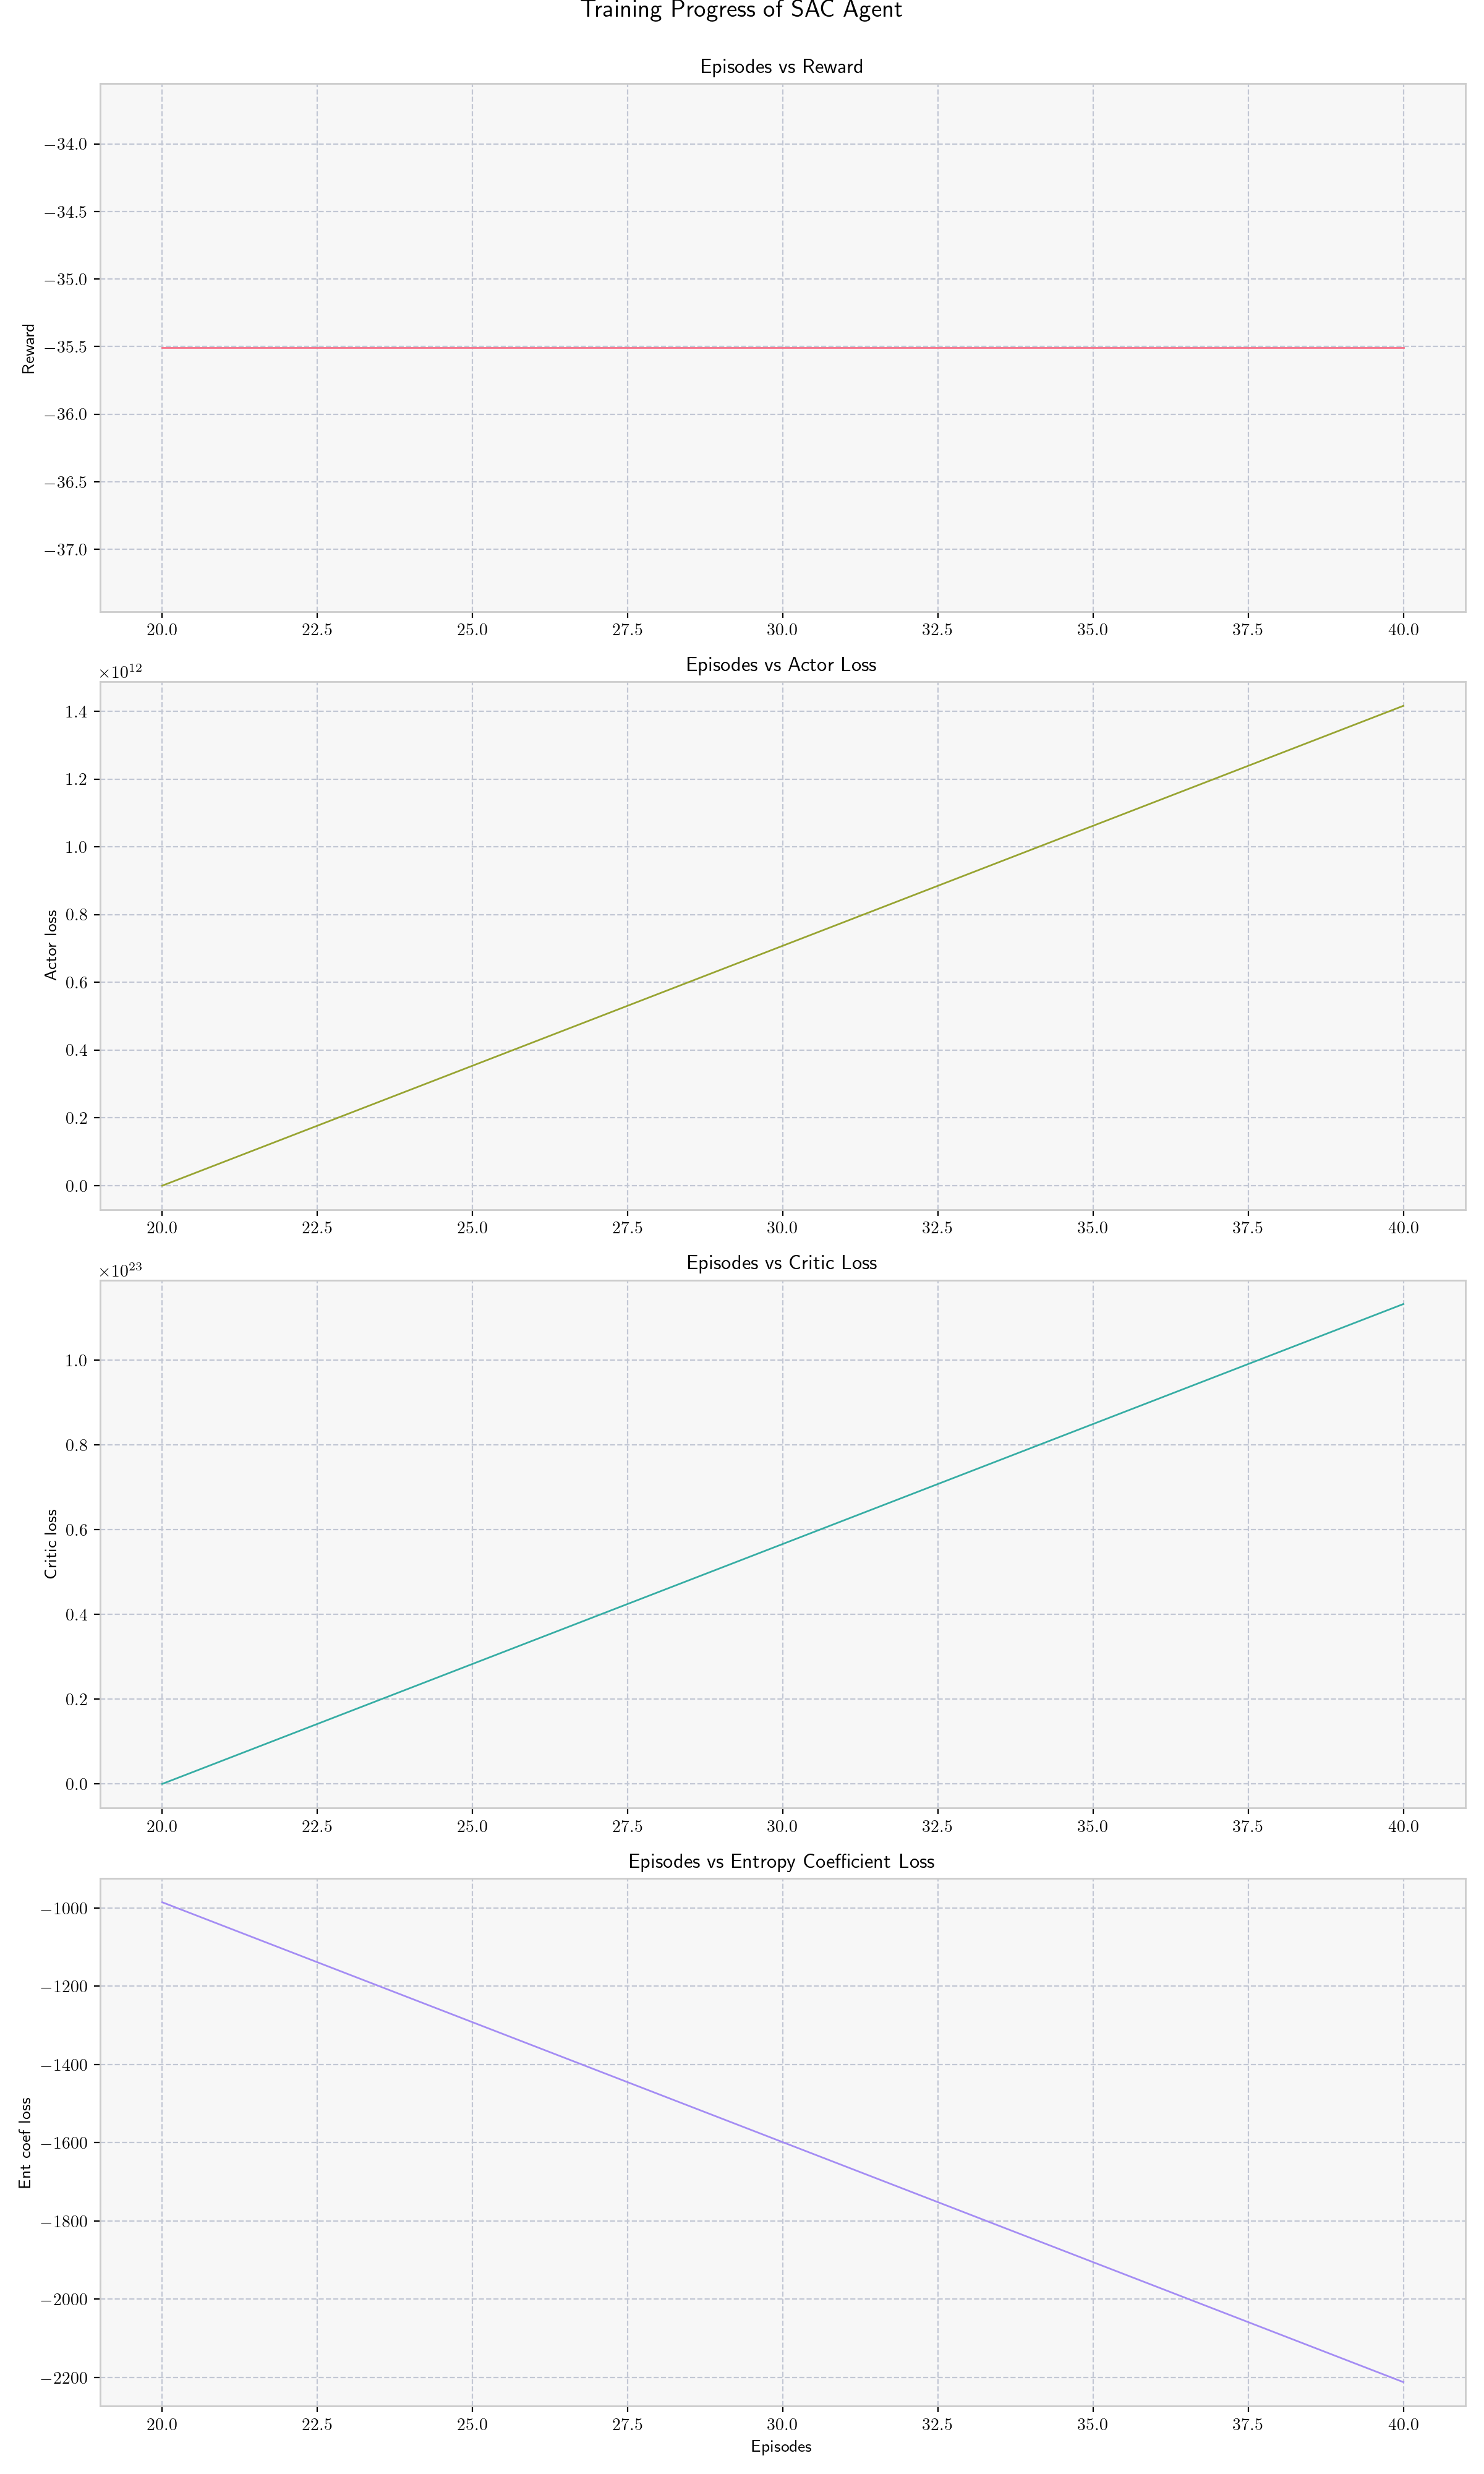 Training Progress of SAC Agent
Episodes vs Reward
−34.0
−34.5
−35.0
−35.5
−36.0
−36.5
−37.0
Reward
20.0 22.5 25.0 27.5 30.0 32.5 35.0 37.5 40.0
Episodes vs Actor Loss
×10¹²
1.4
1.2
1.0
0.8
0.6
0.4
0.2
0.0
Actor loss
20.0 22.5 25.0 27.5 30.0 32.5 35.0 37.5 40.0
Episodes vs Critic Loss
×10²³
1.0
0.8
0.6
0.4
0.2
0.0
Critic loss
20.0 22.5 25.0 27.5 30.0 32.5 35.0 37.5 40.0
Episodes vs Entropy Coefficient Loss
−1000
−1200
−1400
−1600
−1800
−2000
−2200
Ent coef loss
20.0 22.5 25.0 27.5 30.0 32.5 35.0 37.5 40.0
Episodes